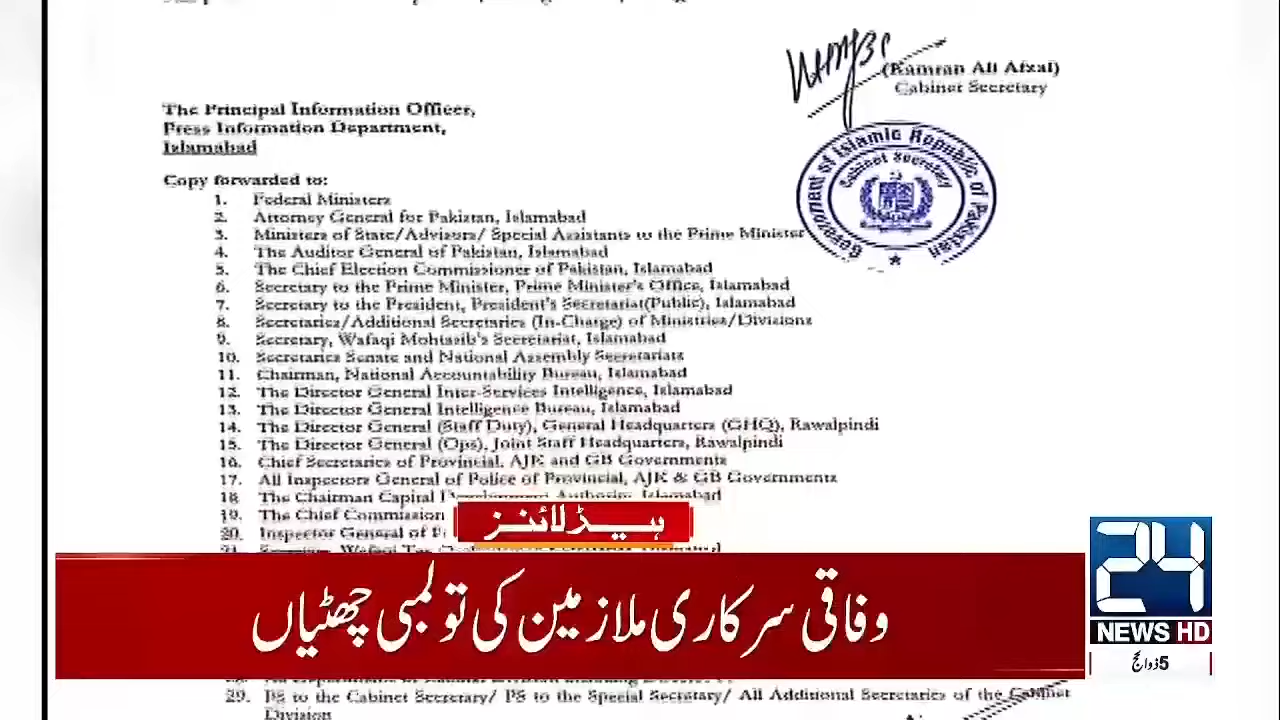 (Kamran Ali Afzal)
Cabinet Secretary
The Principal Information Officer,
Press Information Department,
Islamabad
Government of Islamic Republic of Pakistan
Cabinet Secretary
Copy forwarded to:
1. Federal Ministers
2. Attorney General for Pakistan, Islamabad
3. Ministers of State/Advisors/ Special Assistants to the Prime Minister
4. The Auditor General of Pakistan, Islamabad
5. The Chief Election Commissioner of Pakistan, Islamabad
6. Secretary to the Prime Minister, Prime Minister's Office, Islamabad
7. Secretary to the President, President's Secretariat(Public), Islamabad
8. Secretaries/Additional Secretaries (In-Charge) of Ministries/Divisions
9. Secretary, Wafaqi Mohtasib's Secretariat, Islamabad
10. Secretaries Senate and National Assembly Secretariats
11. Chairman, National Accountability Bureau, Islamabad
12. The Director General Inter-Services Intelligence, Islamabad
13. The Director General Intelligence Bureau, Islamabad
14. The Director General (Staff Duty), General Headquarters (GHQ), Rawalpindi
15. The Director General (Ops), Joint Staff Headquarters, Rawalpindi
16. Chief Secretaries of Provincial, AJK and GB Governments
17. All Inspectors General of Police of Provincial, AJK & GB Governments
18. The Chairman Capital Development Authority, Islamabad
19. The Chief Commission
20. Inspector General of
21. Secretary, Wafaqi Tax
ہیڈلائنز
وفاقی سرکاری ملازمین کی تو لمبی چھٹیاں
24
NEWS HD
5 ذوالحج
29. PS to the Cabinet Secretary/ PS to the Special Secretary/ All Additional Secretaries of the Cabinet
Division